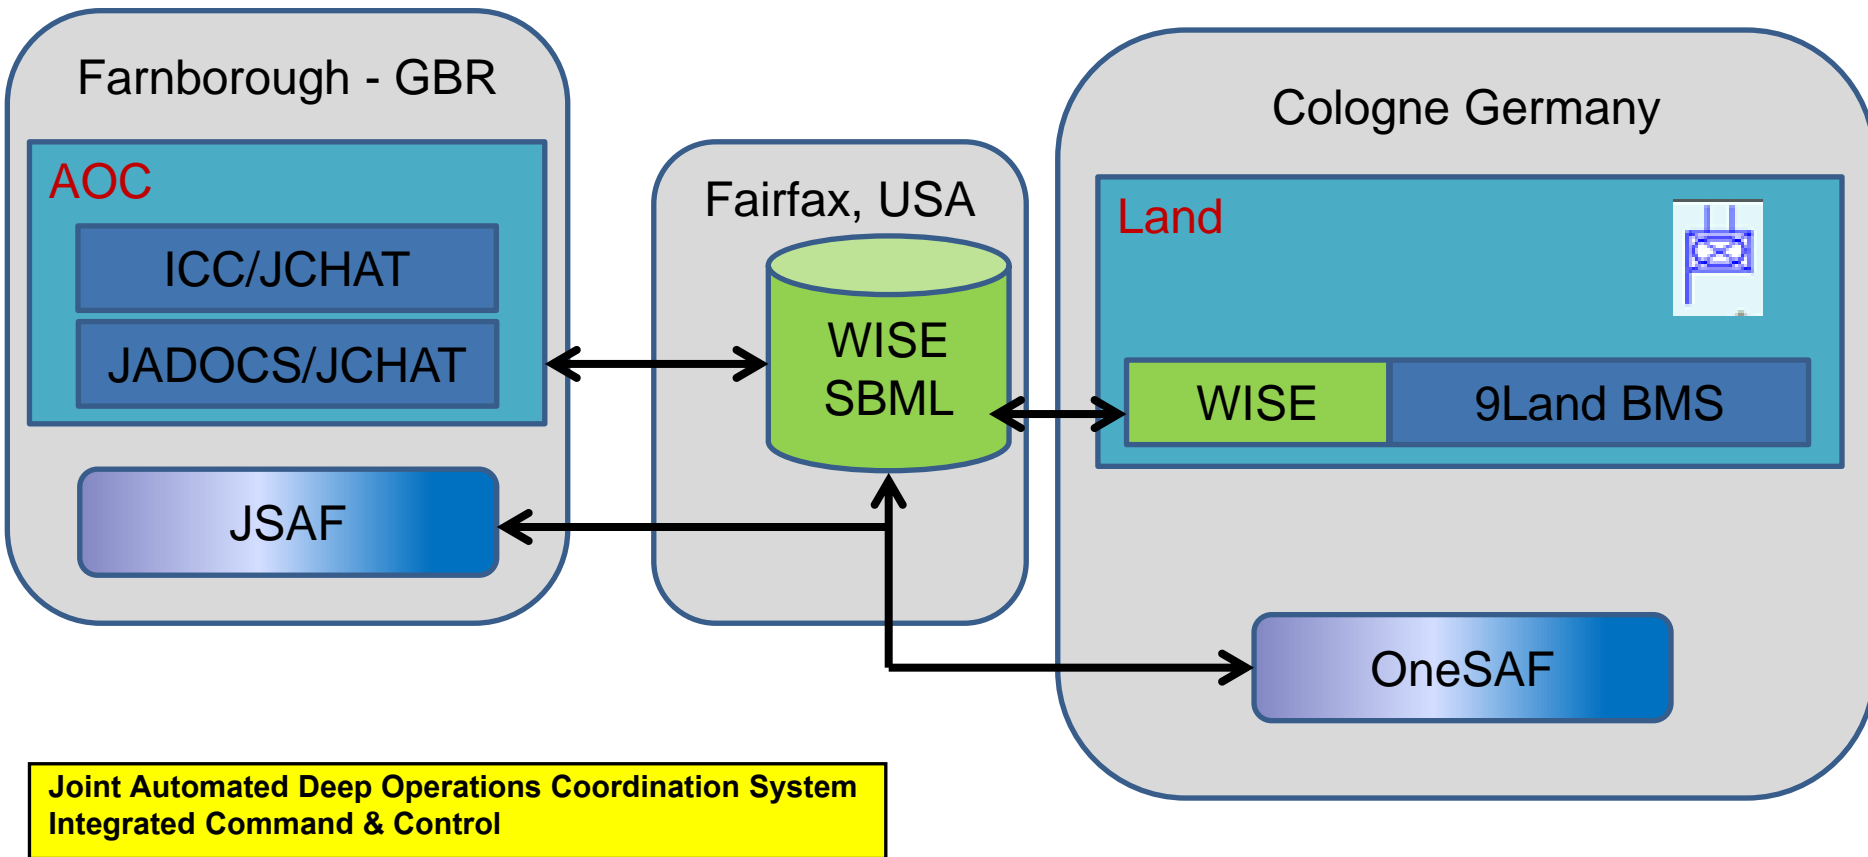 Farnborough - GBR
AOC
ICC/JCHAT
JADOCS/JCHAT
JSAF
Fairfax, USA
WISE
SBML
Cologne Germany
Land
WISE
9Land BMS
OneSAF
Joint Automated Deep Operations Coordination System
Integrated Command & Control